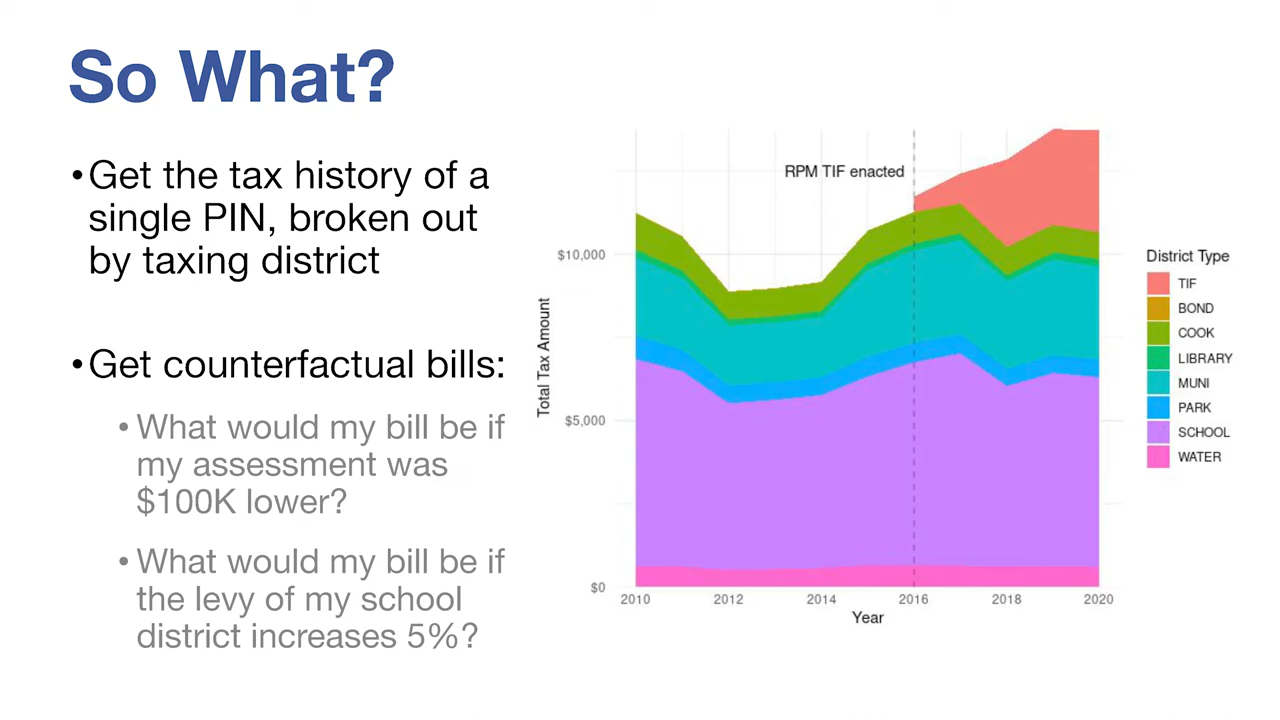 So What?
•Get the tax history of a
single PIN, broken out
by taxing district
•Get counterfactual bills:
• What would my bill be if
my assessment was
$100K lower?
• What would my bill be if
the levy of my school
district increases 5%?
RPM TIF enacted
$10,000
$5,000
$0
Total Tax Amount
2010 2012 2014 2016 2018 2020
Year
District Type
TIF
BOND
COOK
LIBRARY
MUNI
PARK
SCHOOL
WATER